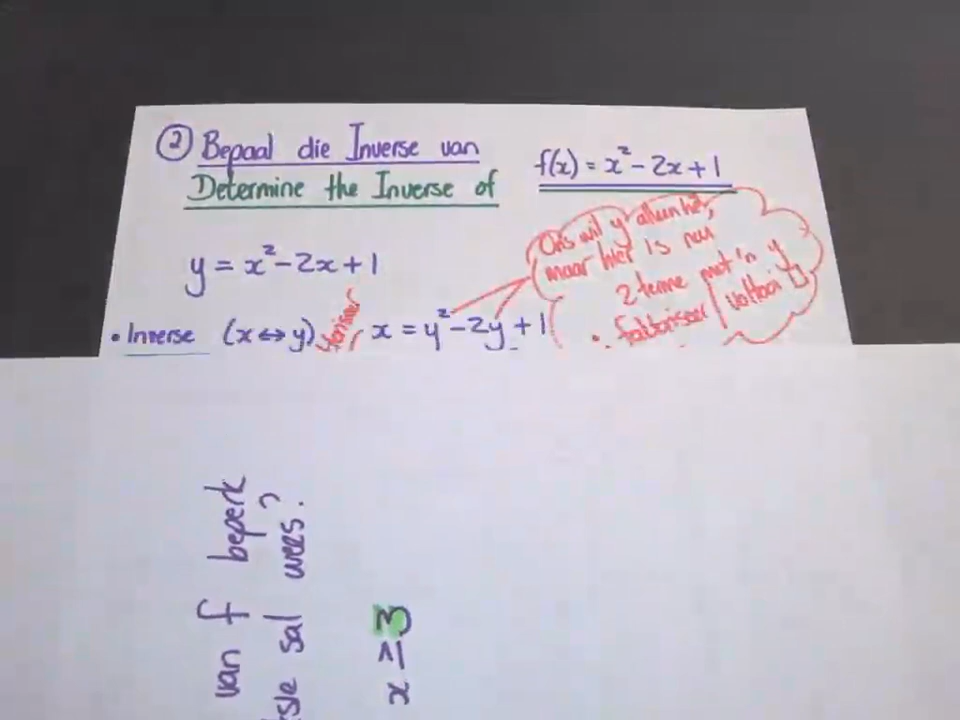 ② Bepaal die Inverse van
Determine the Inverse of
f(x) = x² - 2x + 1
y = x² - 2x + 1
Ons wil y alleen hê,
maar hier is nou
2 terme met 'n y
∴ faktoriseer /
• Inverse (x ↔ y) x = y² - 2y + 1
van f beperk
sal wees?
x ≥ 3